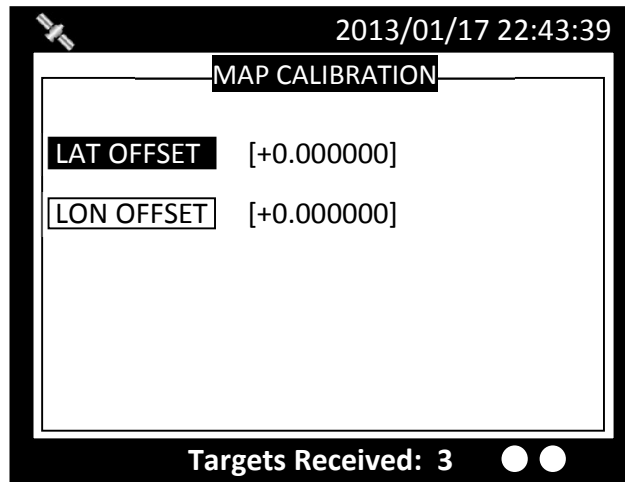 2013/01/17 22:43:39
MAP CALIBRATION
LAT OFFSET [+0.000000]
LON OFFSET [+0.000000]
Targets Received: 3